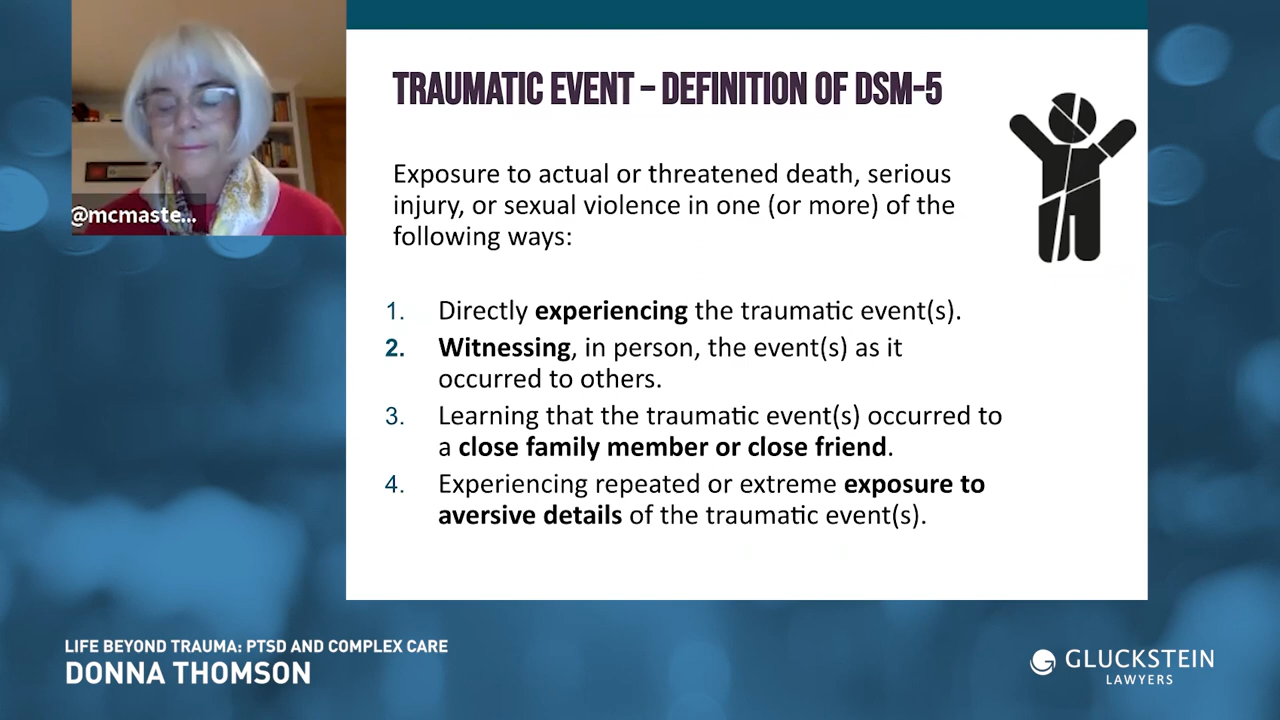 TRAUMATIC EVENT – DEFINITION OF DSM-5
Exposure to actual or threatened death, serious
injury, or sexual violence in one (or more) of the
following ways:
1. Directly experiencing the traumatic event(s).
2. Witnessing, in person, the event(s) as it
occurred to others.
3. Learning that the traumatic event(s) occurred to
a close family member or close friend.
4. Experiencing repeated or extreme exposure to
aversive details of the traumatic event(s).
@mcmaste...
LIFE BEYOND TRAUMA: PTSD AND COMPLEX CARE
DONNA THOMSON
GLUCKSTEIN
LAWYERS